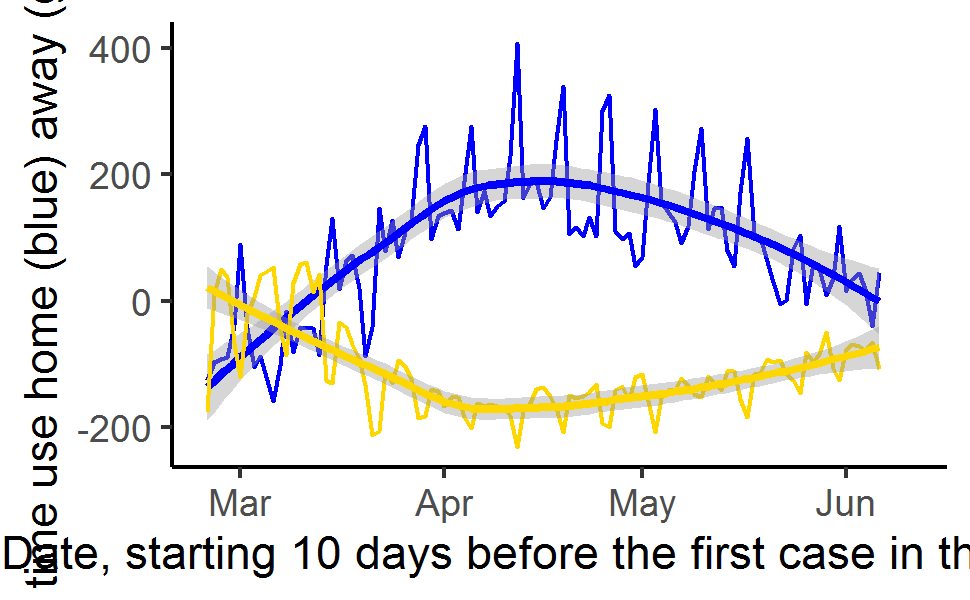 time use home (blue) away (
400
200
0
-200
Mar Apr May Jun
Date, starting 10 days before the first case in th